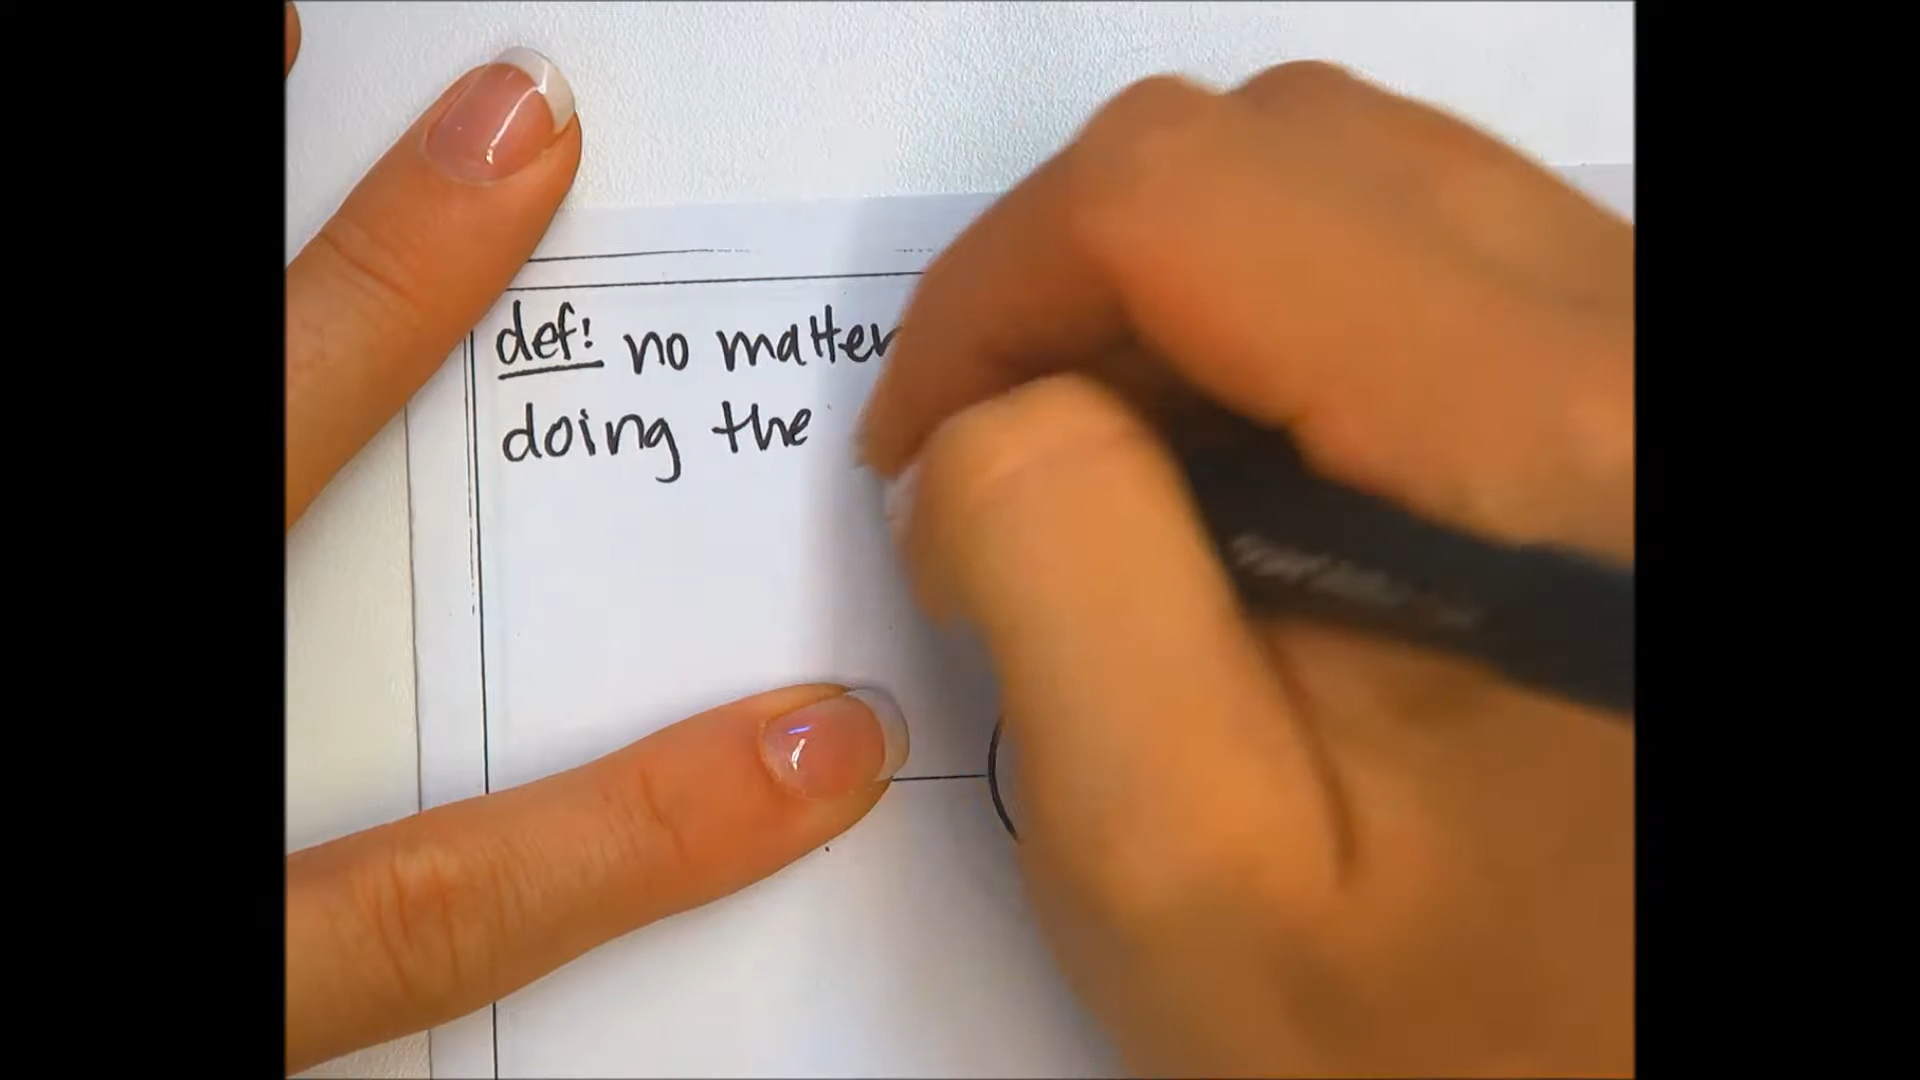 def: no matter
doing the